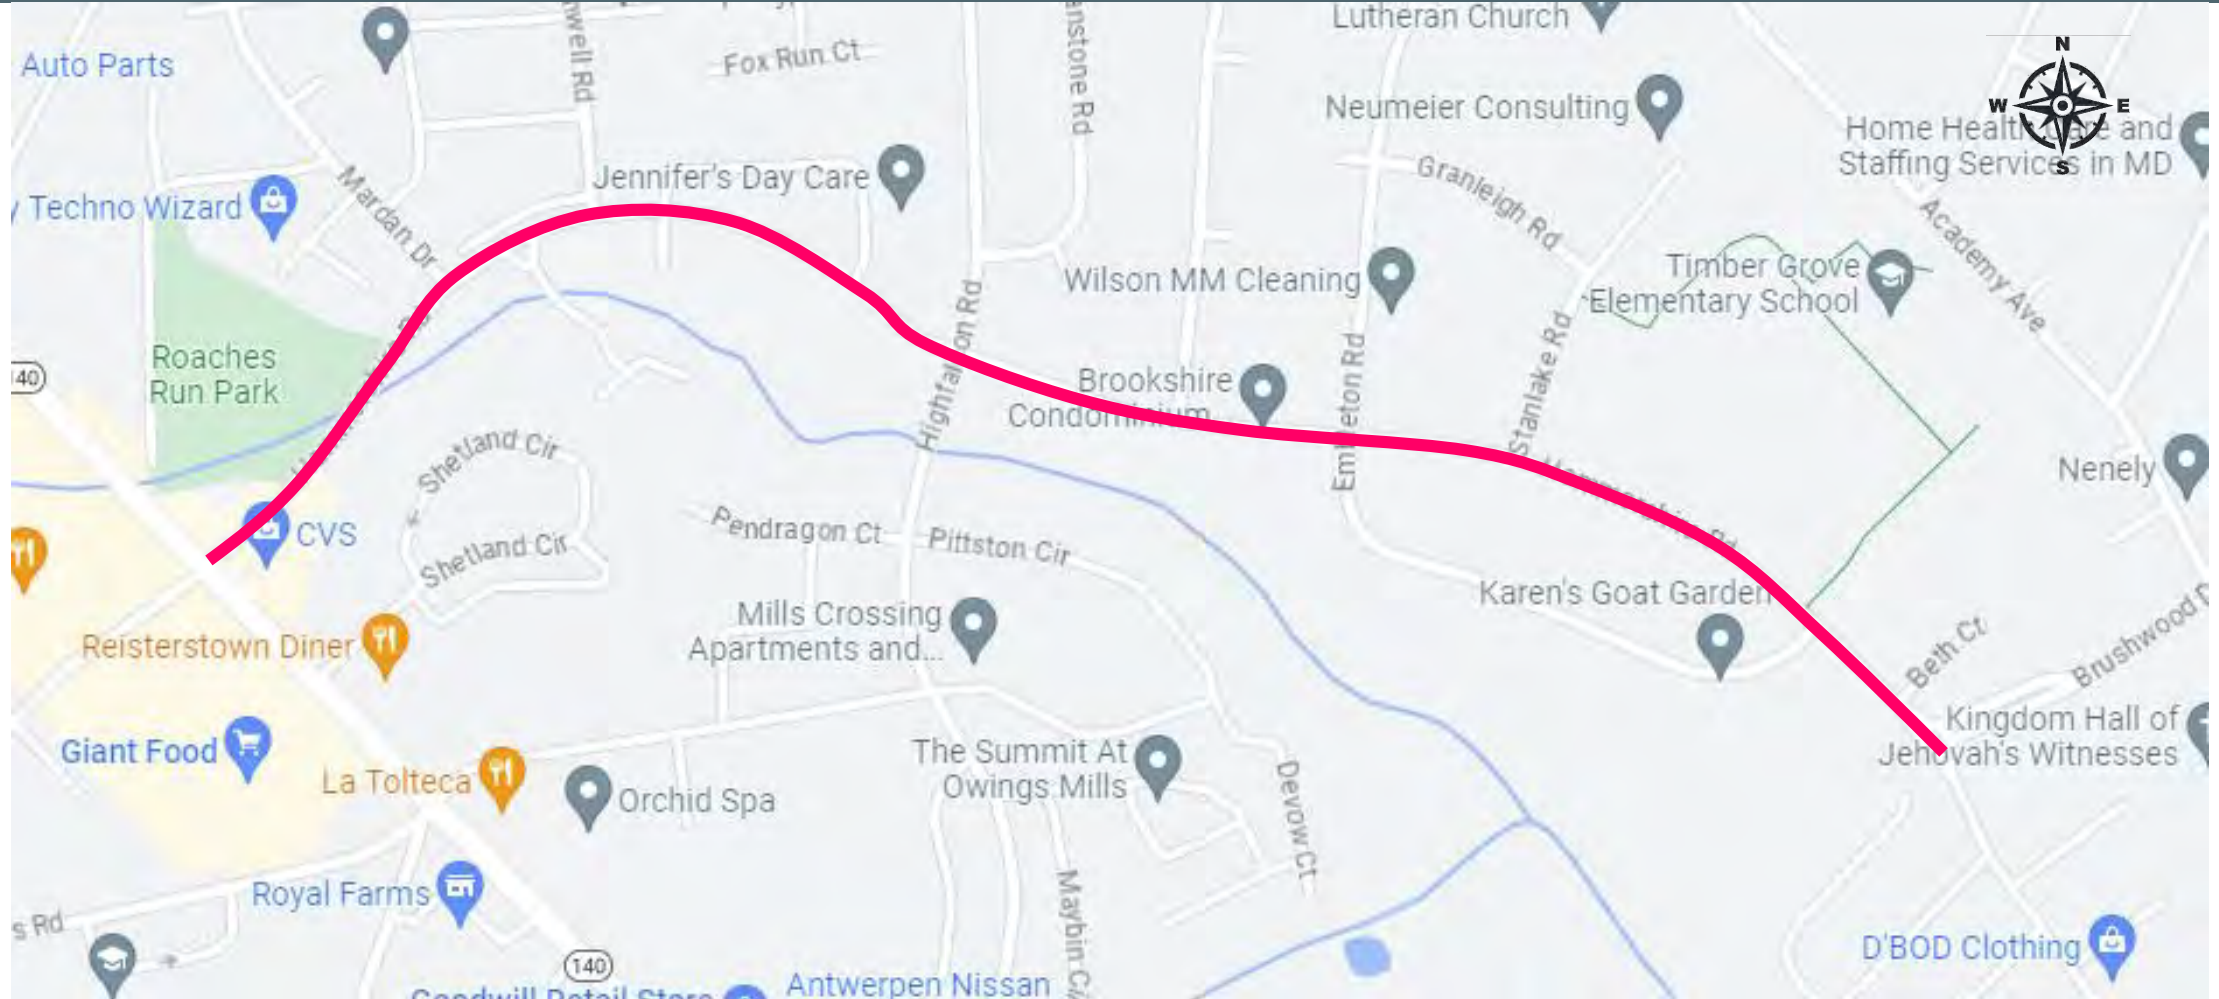 Lutheran Church
N
W
E
S
Auto Parts
Fox Run Ct
Neumeier Consulting
Home Health Care and
Staffing Services in MD
Jennifer's Day Care
Granleigh Rd
Techno Wizard
Mardan Dr
Academy Ave
Timber Grove
Elementary School
Wilson MM Cleaning
Roaches
Run Park
Brookshire
Condominium
Stanlake Rd
Shetland Cir
Nenely
CVS
Pendragon Ct
Pittston Cir
Shetland Cir
Karen's Goat Garden
Mills Crossing
Apartments and...
Beth Ct
Brushwood
Reisterstown Diner
Kingdom Hall of
Jehovah's Witnesses
Giant Food
The Summit At
Owings Mills
La Tolteca
Orchid Spa
Devow Ct
Royal Farms
Maybin
s Rd
D'BOD Clothing
140
Antwerpen Nissan
Goodwill Retail Store